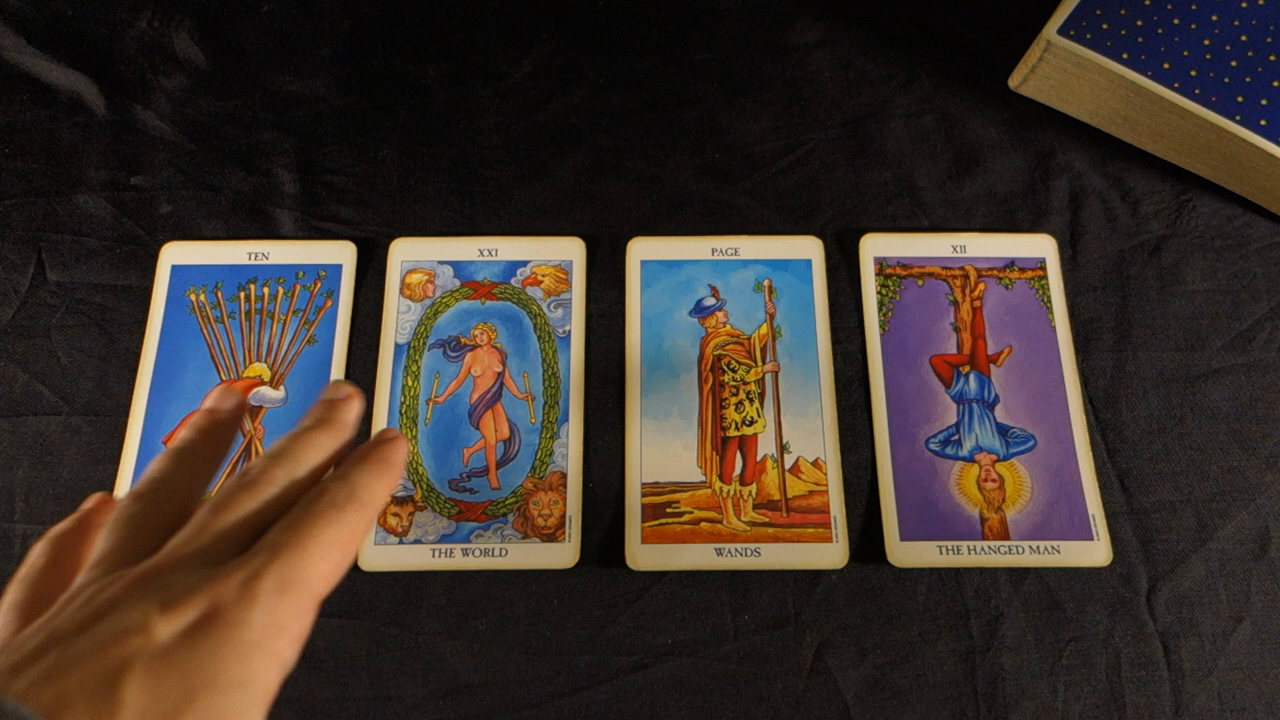 TEN
XXI
PAGE
XII
THE WORLD
WANDS
THE HANGED MAN